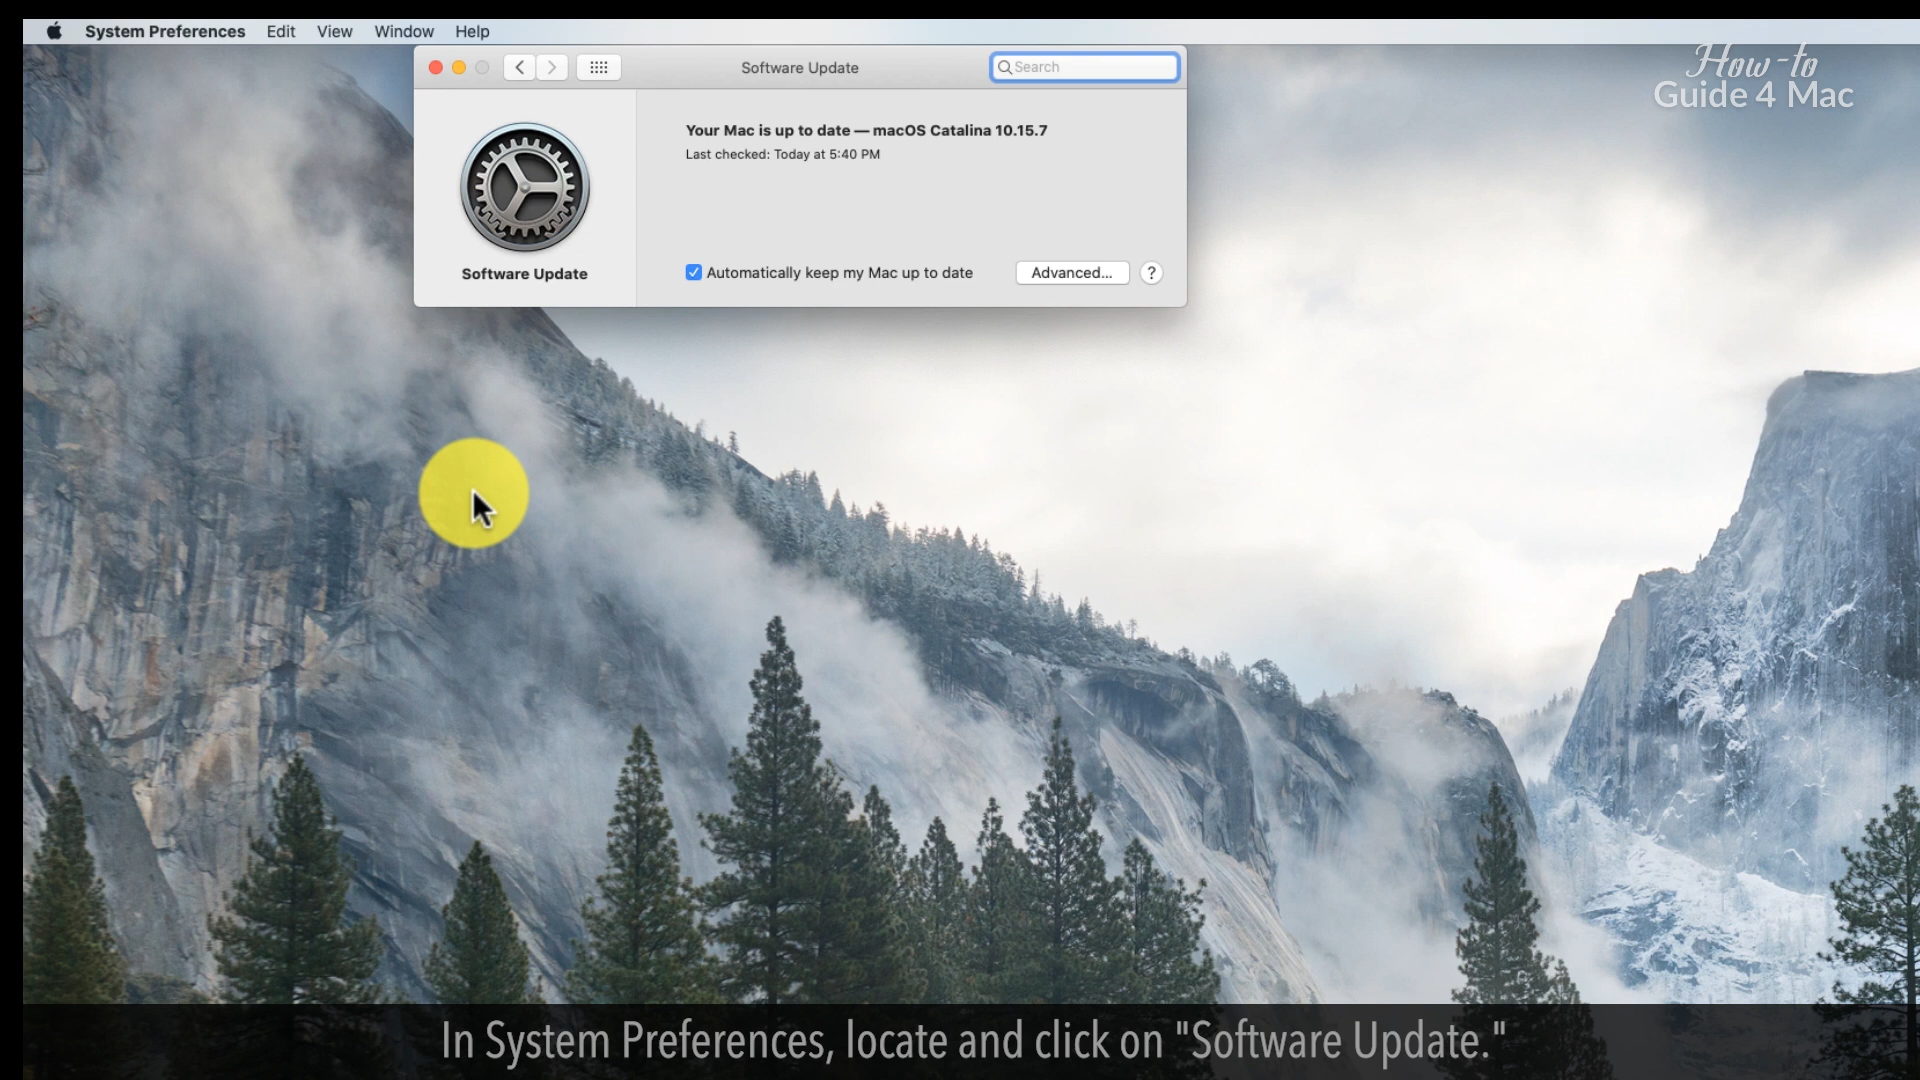 System Preferences Edit View Window Help
Software Update
Search
How-to
Guide 4 Mac
Your Mac is up to date — macOS Catalina 10.15.7
Last checked: Today at 5:40 PM
Software Update
Automatically keep my Mac up to date
Advanced...
?
In System Preferences, locate and click on "Software Update."